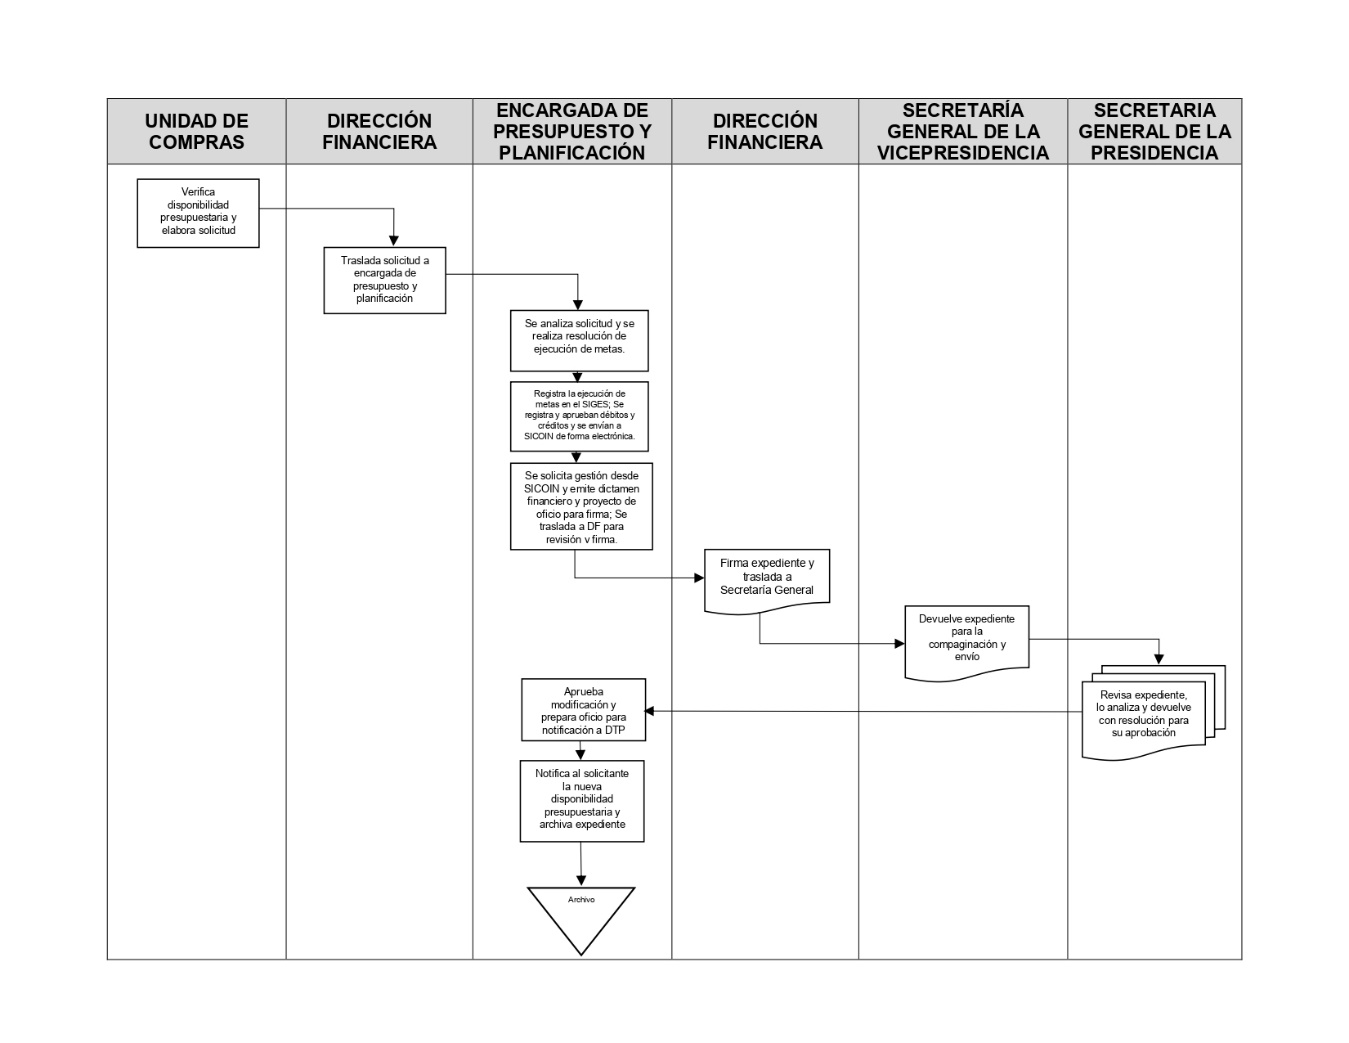 UNIDAD DE
COMPRAS
DIRECCIÓN
FINANCIERA
ENCARGADA DE
PRESUPUESTO Y
PLANIFICACIÓN
DIRECCIÓN
FINANCIERA
SECRETARÍA
GENERAL DE LA
VICEPRESIDENCIA
SECRETARIA
GENERAL DE LA
PRESIDENCIA
Verifica
disponibilidad
presupuestaria y
elabora solicitud
Traslada solicitud a
encargada de
presupuesto y
planificación
Se analiza solicitud y se
realiza resolución de
ejecución de metas.
Registra la ejecución de
metas en el SIGES; Se
registra y aprueban débitos y
créditos y se envían a
SICOIN de forma electrónica.
Se solicita gestión desde
SICOIN y emite dictamen
financiero y proyecto de
oficio para firma; Se
traslada a DF para
revisión y firma.
Firma expediente y
traslada a
Secretaría General
Devuelve expediente
para la
compaginación y
envío
Revisa expediente,
lo analiza y devuelve
con resolución para
su aprobación
Aprueba
modificación y
prepara oficio para
notificación a DTP
Notifica al solicitante
la nueva
disponibilidad
presupuestaria y
archiva expediente
Archivo